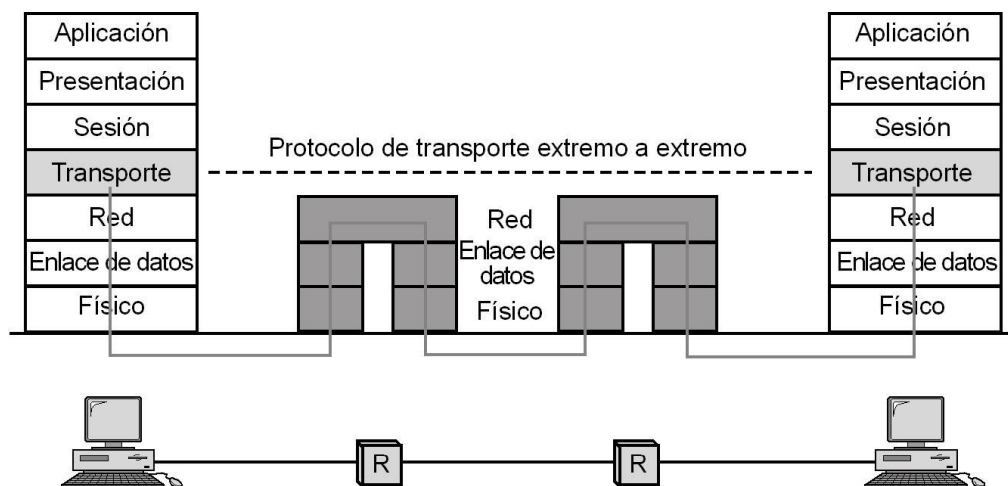 Aplicación
Presentación
Sesión
Transporte
Red
Enlace de datos
Físico
Protocolo de transporte extremo a extremo
Red
Enlace de
datos
Físico
Aplicación
Presentación
Sesión
Transporte
Red
Enlace de datos
Físico
R
R